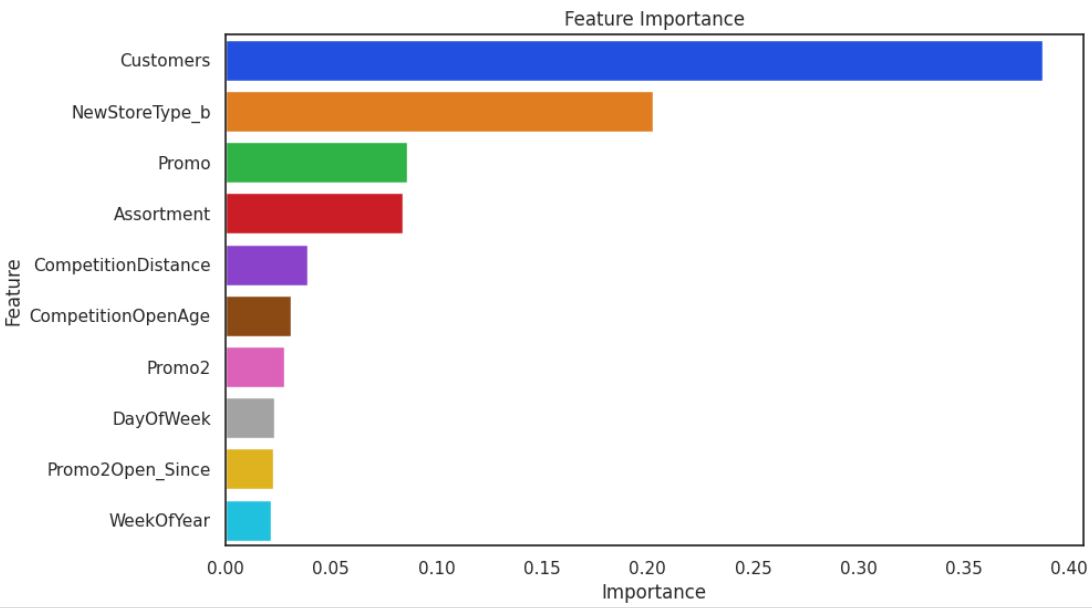 Feature Importance
Customers
NewStoreType_b
Promo
Assortment
CompetitionDistance
CompetitionOpenAge
Promo2
DayOfWeek
Promo2Open_Since
WeekOfYear
Feature
0.00 0.05 0.10 0.15 0.20 0.25 0.30 0.35 0.40
Importance